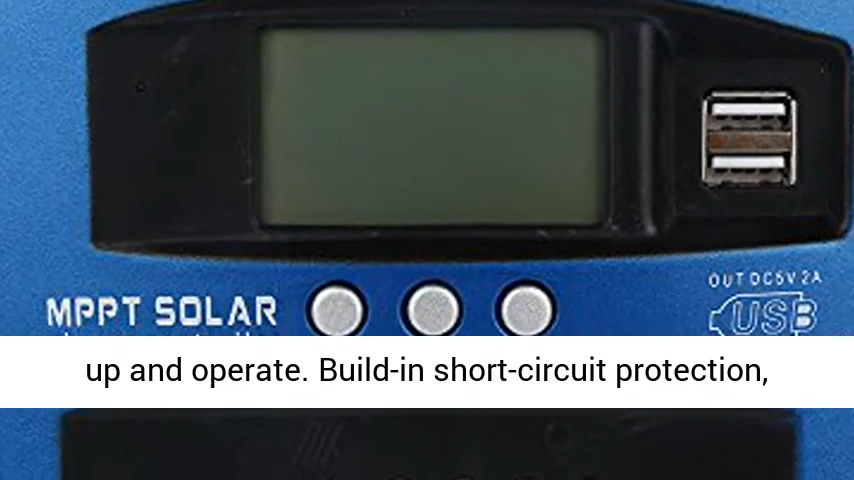 OUT DC5V 2A
MPPT SOLAR
USB
up and operate. Build-in short-circuit protection,